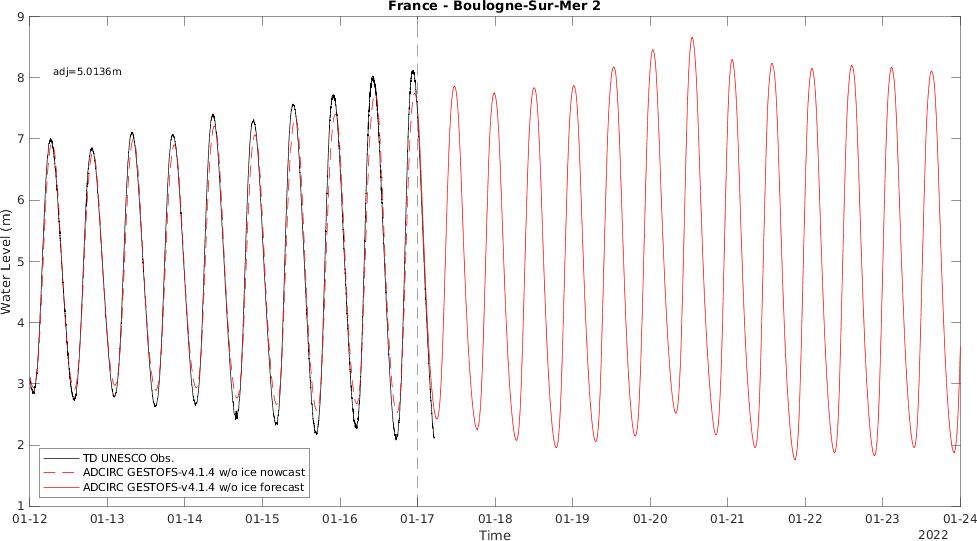 France - Boulogne-Sur-Mer 2
adj=5.0136m
Water Level (m)
9
8
7
6
5
4
3
2
1
TD UNESCO Obs.
ADCIRC GESTOFS-v4.1.4 w/o ice nowcast
ADCIRC GESTOFS-v4.1.4 w/o ice forecast
01-12 01-13 01-14 01-15 01-16 01-17 01-18 01-19 01-20 01-21 01-22 01-23 01-24
Time
2022